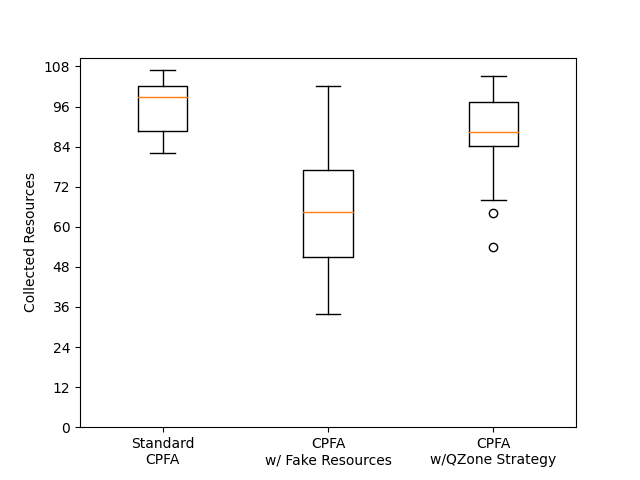 108
96
84
72
60
48
36
24
12
0
Collected Resources
Standard
CPFA
CPFA
w/ Fake Resources
CPFA
w/QZone Strategy